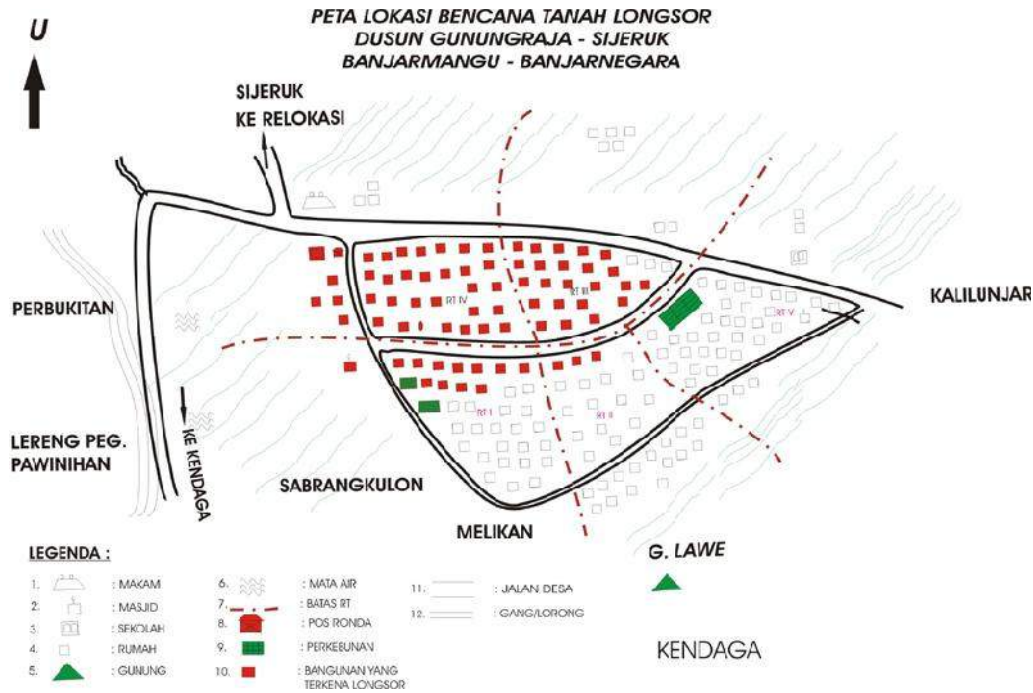 PETA LOKASI BENCANA TANAH LONGSOR
DUSUN GUNUNGRAJA - SIJERUK
BANJARMANGU - BANJARNEGARA
U
SIJERUK
KE RELOKASI
PERBUKITAN
KALILUNJAR
RT IV
RT III
RT V
RT I
RT II
LERENG PEG.
PAWINIHAN
KE KENDAGA
SABRANGKULON
MELIKAN
G. LAWE
KENDAGA
LEGENDA :
1. : MAKAM
2. : MASJID
3. : SEKOLAH
4. : RUMAH
5. : GUNUNG
6. : MATA AIR
7. : BATAS RT
8. : POS RONDA
9. : PERKEBUNAN
10. : BANGUNAN YANG
TERKENA LONGSOR
11. : JALAN DESA
12. : GANG/LORONG